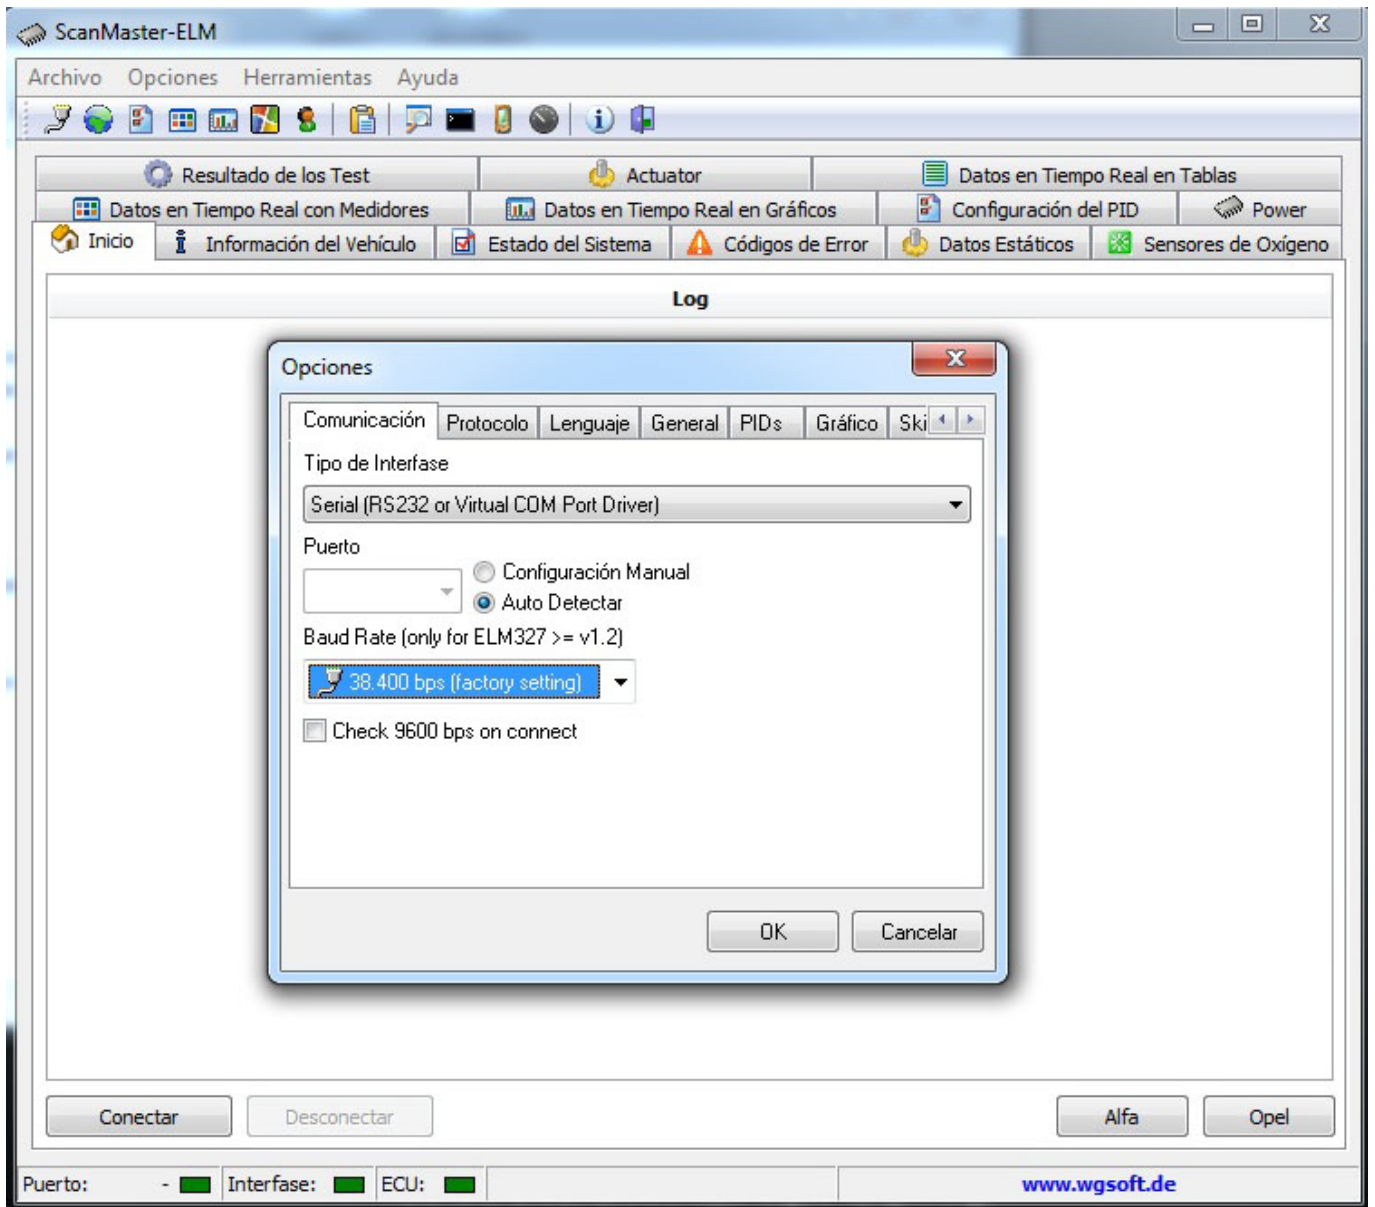 ScanMaster-ELM
Archivo Opciones Herramientas Ayuda
Resultado de los Test Actuator Datos en Tiempo Real en Tablas
Datos en Tiempo Real con Medidores Datos en Tiempo Real en Gráficos Configuración del PID Power
Inicio Información del Vehículo Estado del Sistema Códigos de Error Datos Estáticos Sensores de Oxígeno
Log
Opciones
Comunicación Protocolo Lenguaje General PIDs Gráfico Ski
Tipo de Interfase
Serial (RS232 or Virtual COM Port Driver)
Puerto
Configuración Manual
Auto Detectar
Baud Rate (only for ELM327 >= v1.2)
38.400 bps (factory setting)
Check 9600 bps on connect
OK Cancelar
Conectar Desconectar Alfa Opel
Puerto: - Interfase: ECU: www.wgsoft.de